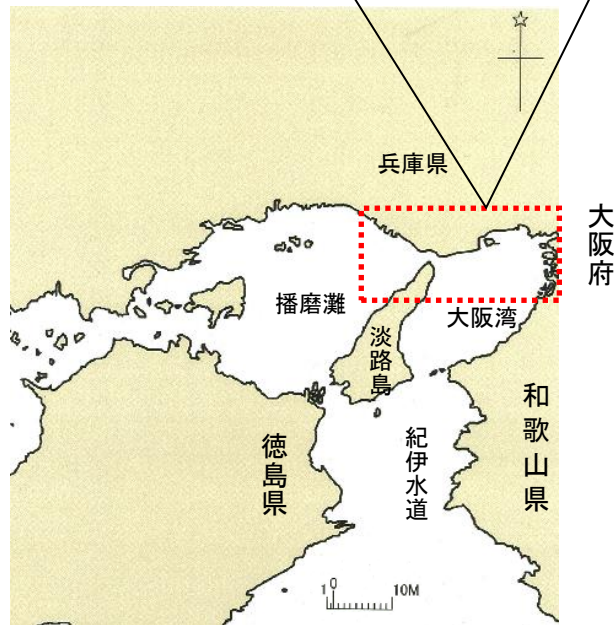 兵庫県
大阪府
播磨灘
大阪湾
淡路島
和歌山県
徳島県
紀伊水道
1 0 10M